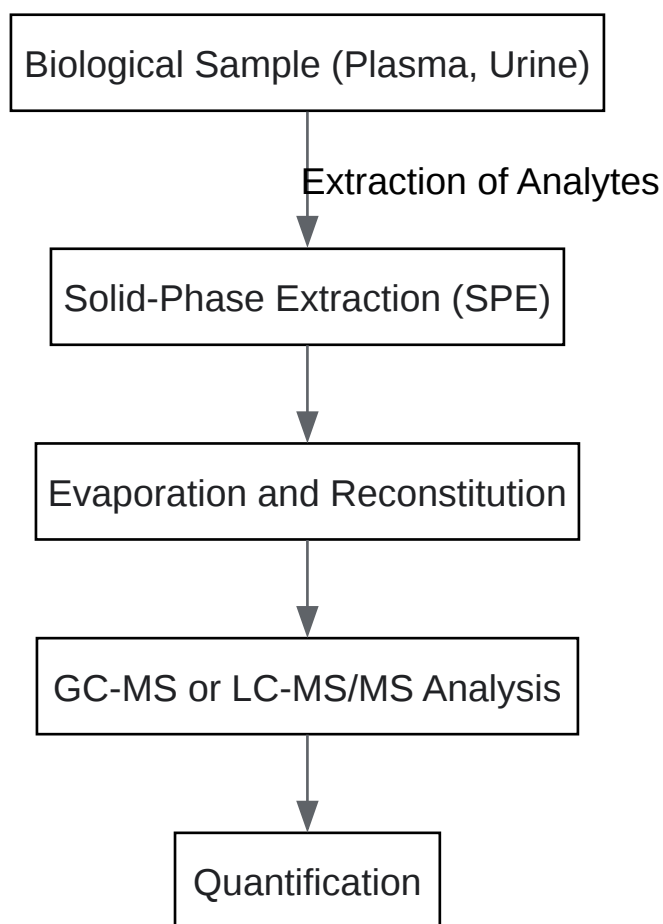 Biological Sample (Plasma, Urine)
Extraction of Analytes
Solid-Phase Extraction (SPE)
Evaporation and Reconstitution
GC-MS or LC-MS/MS Analysis
Quantification